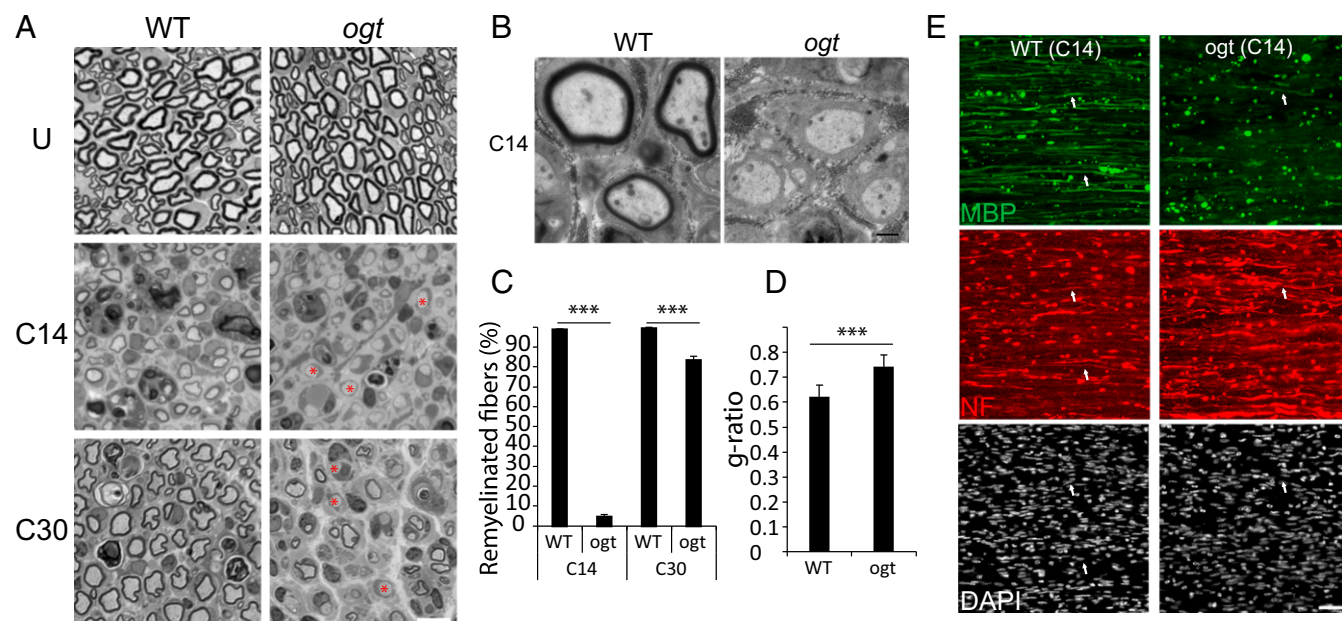 A
WT
ogt
U
C14
C30
*
*
*
*
*
*
B
WT
ogt
C14
C
Remyelinated fibers (%)
***
***
90
80
70
60
50
40
30
20
10
0
WT
ogt
WT
ogt
C14
C30
D
g-ratio
***
0.8
0.7
0.6
0.5
0.4
0.3
0.2
0.1
0
WT
ogt
E
WT (C14)
ogt (C14)
MBP
NF
DAPI